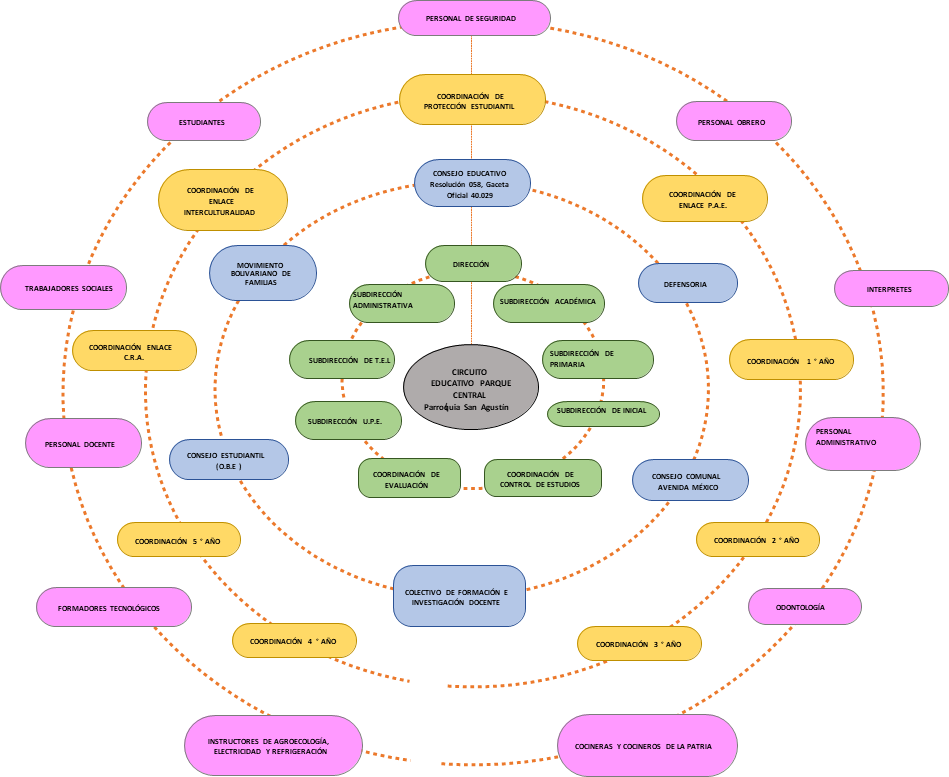 PERSONAL DE SEGURIDAD
COORDINACIÓN DE
PROTECCIÓN ESTUDIANTIL
ESTUDIANTES
PERSONAL OBRERO
CONSEJO EDUCATIVO
Resolución 058, Gaceta
Oficial 40.029
COORDINACIÓN DE
ENLACE
INTERCULTURALIDAD
COORDINACIÓN DE
ENLACE P.A.E.
MOVIMIENTO
BOLIVARIANO DE
FAMILIAS
DIRECCIÓN
DEFENSORIA
TRABAJADORES SOCIALES
INTERPRETES
SUBDIRECCIÓN
ADMINISTRATIVA
SUBDIRECCIÓN ACADÉMICA
COORDINACIÓN ENLACE
C.R.A.
SUBDIRECCIÓN DE T.E.L
SUBDIRECCIÓN DE
PRIMARIA
COORDINACIÓN 1 ° AÑO
CIRCUITO
EDUCATIVO PARQUE
CENTRAL
Parroquia San Agustín
SUBDIRECCIÓN U.P.E.
SUBDIRECCIÓN DE INICIAL
PERSONAL DOCENTE
PERSONAL
ADMINISTRATIVO
CONSEJO ESTUDIANTIL
(O.B.E )
COORDINACIÓN DE
EVALUACIÓN
COORDINACIÓN DE
CONTROL DE ESTUDIOS
CONSEJO COMUNAL
AVENIDA MÉXICO
COORDINACIÓN 5 ° AÑO
COORDINACIÓN 2 ° AÑO
COLECTIVO DE FORMACIÓN E
INVESTIGACIÓN DOCENTE
FORMADORES TECNOLÓGICOS
ODONTOLOGÍA
COORDINACIÓN 4 ° AÑO
COORDINACIÓN 3 ° AÑO
INSTRUCTORES DE AGROECOLOGÍA,
ELECTRICIDAD Y REFRIGERACIÓN
COCINERAS Y COCINEROS DE LA PATRIA